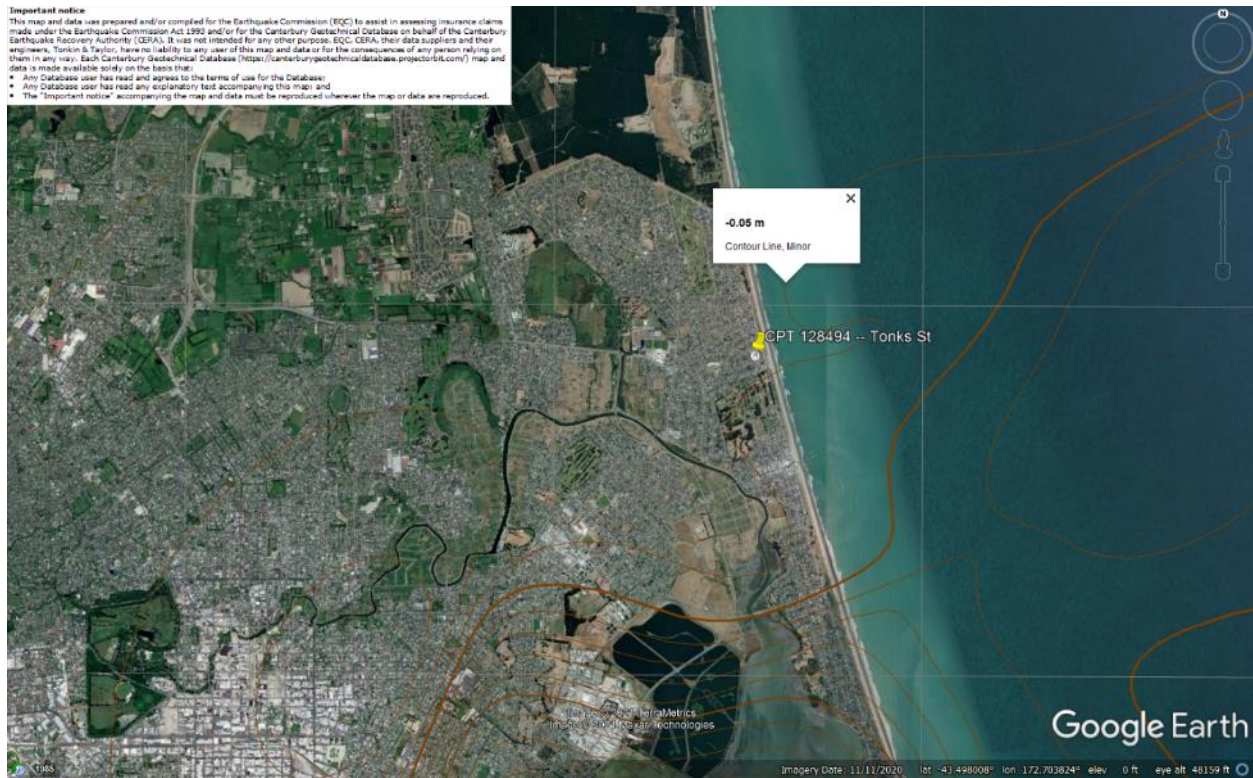 Important notice
This map and data was prepared and/or compiled for the Earthquake Commission (EQC) to assist in assessing insurance claims
made under the Earthquake Commission Act 1993 and/or for the Canterbury Geotechnical Database on behalf of the Canterbury
Earthquake Recovery Authority (CERA). It was not intended for any other purpose. EQC, CERA, their data suppliers and their
engineers, Tonkin & Taylor, have no liability to any user of this map and data or for the consequences of any person relying on
them in any way. Each Canterbury Geotechnical Database (https://canterburygeotechnicaldatabase.projectorbit.com/) map and
data is made available solely on the basis that:
• Any Database user has read and agrees to the terms of use for the Database;
• Any Database user has read any explanatory text accompanying this map; and
• The "Important notice" accompanying the map and data must be reproduced wherever the map or data are reproduced.
N
-0.05 m
Contour Line, Minor
CPT 128494 -- Tonks St
Image © TerraMetrics
Image © Maxar Technologies
Google Earth
1985
Imagery Date: 11/11/2020 lat -43.498008° lon 172.703824° elev 0 ft eye alt 48159 ft